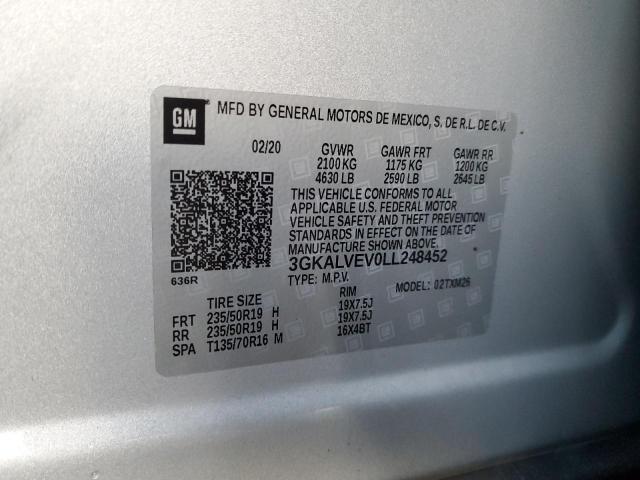 GM
MFD BY GENERAL MOTORS DE MEXICO, S. DE R.L. DE C.V.
02/20 GVWR GAWR FRT GAWR RR
2100 KG 1175 KG 1200 KG
4630 LB 2590 LB 2645 LB
THIS VEHICLE CONFORMS TO ALL
APPLICABLE U.S. FEDERAL MOTOR
VEHICLE SAFETY AND THEFT PREVENTION
STANDARDS IN EFFECT ON THE DATE OF
MANUFACTURE SHOWN ABOVE.
3GKALVEV0LL248452
636R
TYPE: M.P.V. MODEL: 02TXM26
TIRE SIZE RIM
FRT 235/50R19 H 19X7.5J
RR 235/50R19 H 19X7.5J
SPA T135/70R16 M 16X4BT